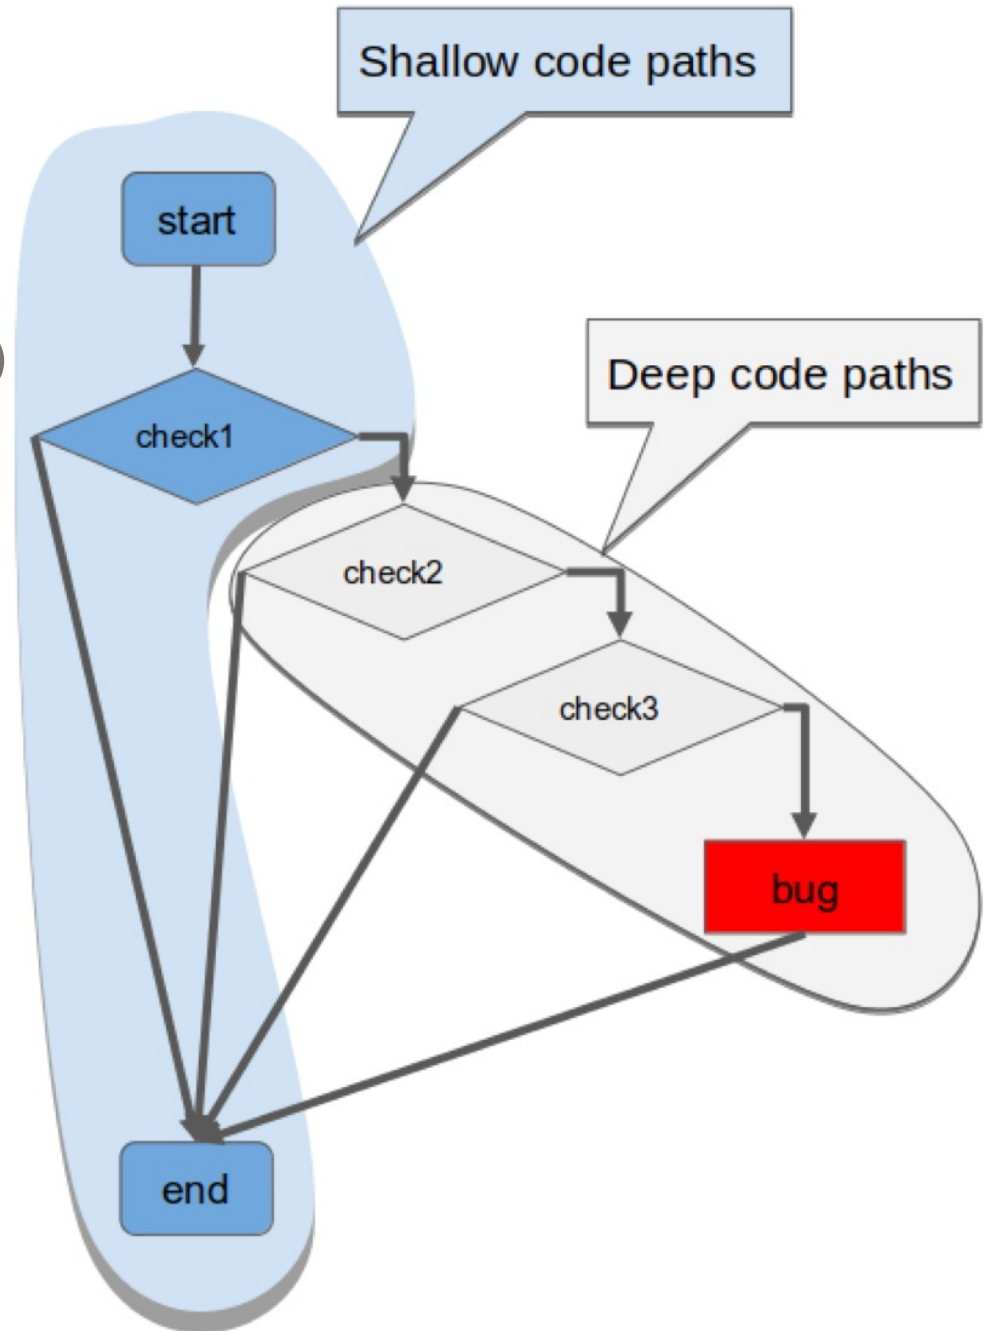 Shallow code paths
start
Deep code paths
check1
check2
check3
bug
end